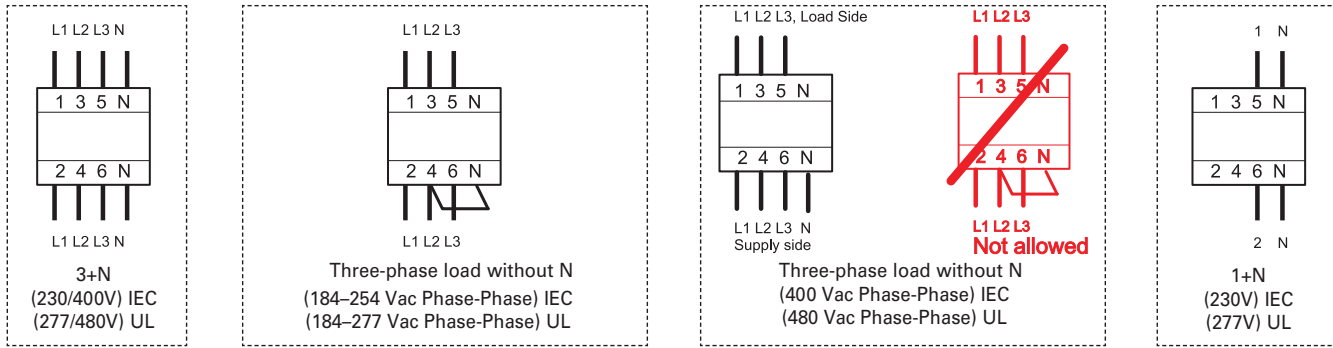 L1 L2 L3 N
1 3 5 N
2 4 6 N
L1 L2 L3 N
3+N
(230/400V) IEC
(277/480V) UL
L1 L2 L3
1 3 5 N
2 4 6 N
L1 L2 L3
Three-phase load without N
(184–254 Vac Phase-Phase) IEC
(184–277 Vac Phase-Phase) UL
L1 L2 L3, Load Side
1 3 5 N
2 4 6 N
L1 L2 L3 N
Supply side
L1 L2 L3
1 3 5 N
2 4 6 N
L1 L2 L3
Not allowed
Three-phase load without N
(400 Vac Phase-Phase) IEC
(480 Vac Phase-Phase) UL
1 N
1 3 5 N
2 4 6 N
2 N
1+N
(230V) IEC
(277V) UL